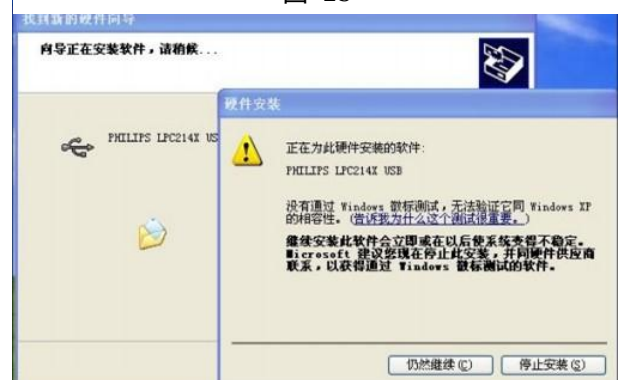 找到新的硬件向导
向导正在安装软件，请稍候...
PHILIPS LPC214X US
硬件安装
正在为此硬件安装的软件:
PHILIPS LPC214X USB
没有通过 Windows 徽标测试，无法验证它同 Windows XP
的相容性。(告诉我为什么这个测试很重要。)
继续安装此软件会立即或在以后使系统变得不稳定。
Microsoft 建议您现在停止此安装，并同硬件供应商
联系，以获得通过 Windows 徽标测试的软件。
仍然继续(C)
停止安装(S)